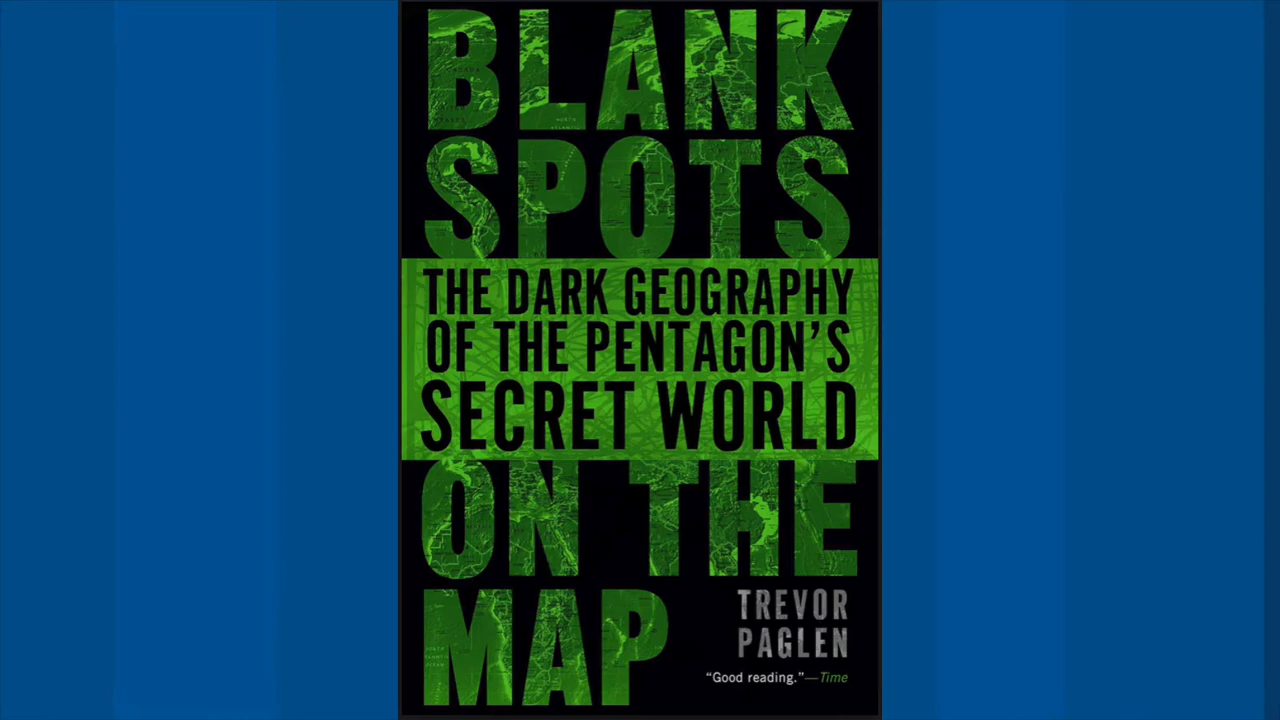 BLANK
SPOTS
THE DARK GEOGRAPHY
OF THE PENTAGON'S
SECRET WORLD
ON THE
MAP
TREVOR
PAGLEN
“Good reading.”—Time